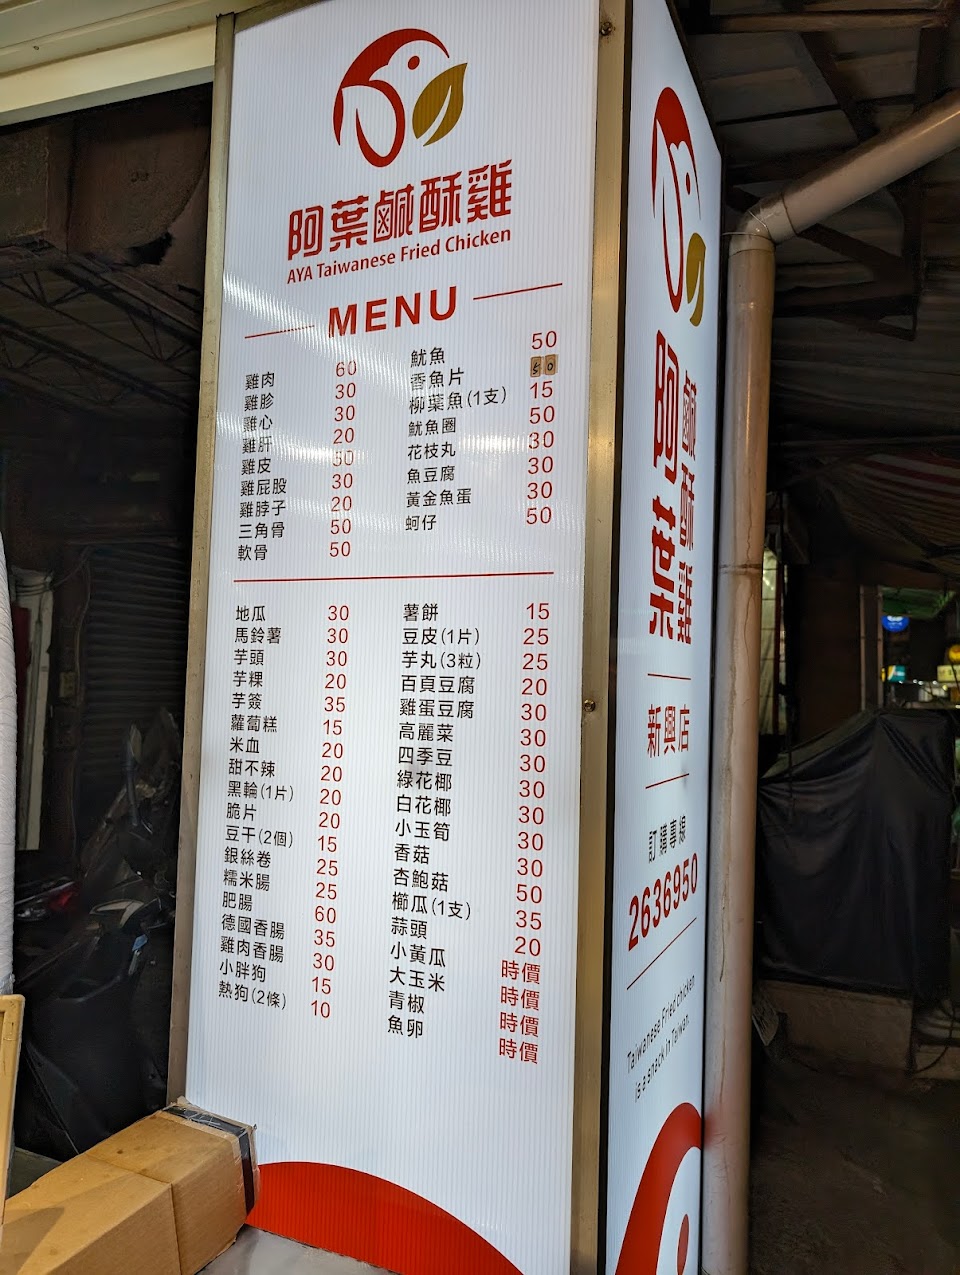 阿葉鹹酥雞
AYA Taiwanese Fried Chicken
MENU
雞肉 60
雞胗 30
雞心 30
雞肝 20
雞皮 50
雞屁股 30
雞脖子 20
三角骨 50
軟骨 50
魷魚 50
香魚片 50
柳葉魚(1支) 15
魷魚圈 50
花枝丸 30
魚豆腐 30
黃金魚蛋 30
蚵仔 50
地瓜 30
馬鈴薯 30
芋頭 30
芋粿 20
芋簽 35
蘿蔔糕 15
米血 20
甜不辣 20
黑輪(1片) 20
脆片 20
豆干(2個) 15
銀絲卷 25
糯米腸 25
肥腸 60
德國香腸 35
雞肉香腸 30
小胖狗 15
熱狗(2條) 10
薯餅 15
豆皮(1片) 25
芋丸(3粒) 25
百頁豆腐 20
雞蛋豆腐 30
高麗菜 30
四季豆 30
綠花椰 30
白花椰 30
小玉筍 30
香菇 30
杏鮑菇 50
櫛瓜(1支) 35
蒜頭 20
小黃瓜 時價
大玉米 時價
青椒 時價
魚卵 時價
阿葉
鹹酥雞
新興店
訂購專線
2636950
Taiwanese Fried chicken
is a snack in Taiwan.